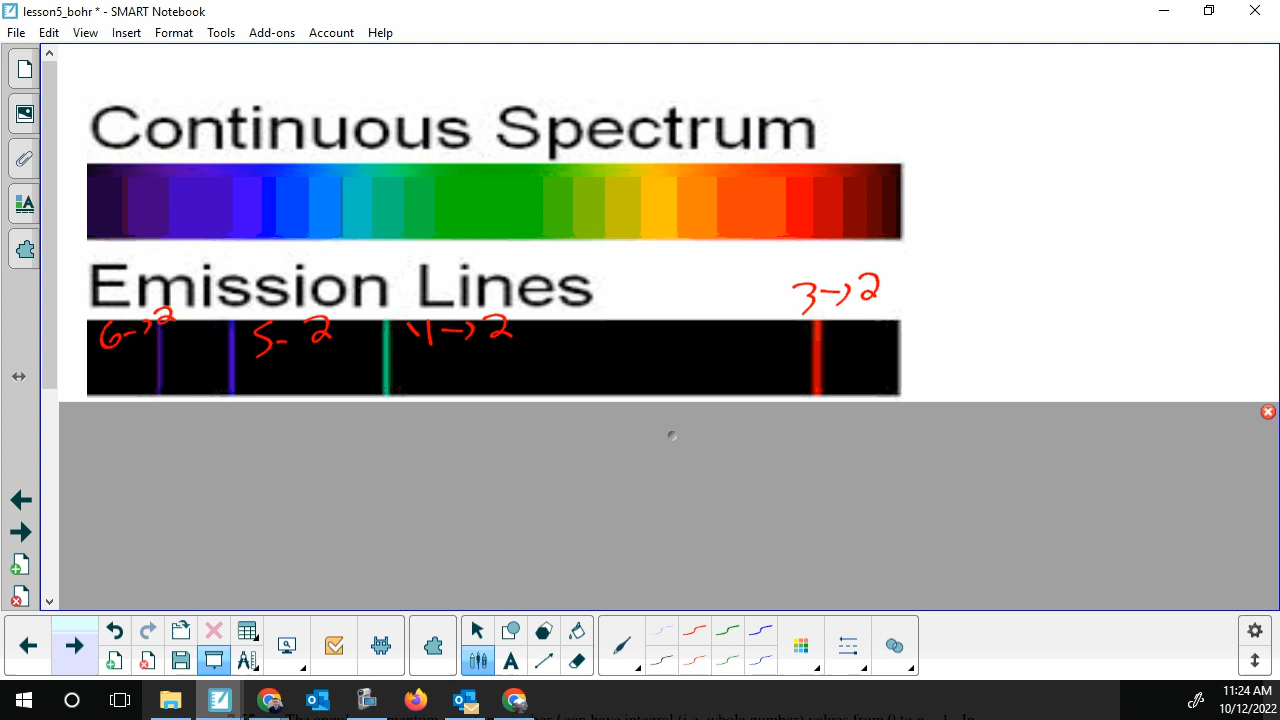 lesson5_bohr * - SMART Notebook
File Edit View Insert Format Tools Add-ons Account Help
Continuous Spectrum
Emission Lines
3→2
6→2
5- 2
4→2
11:24 AM
10/12/2022